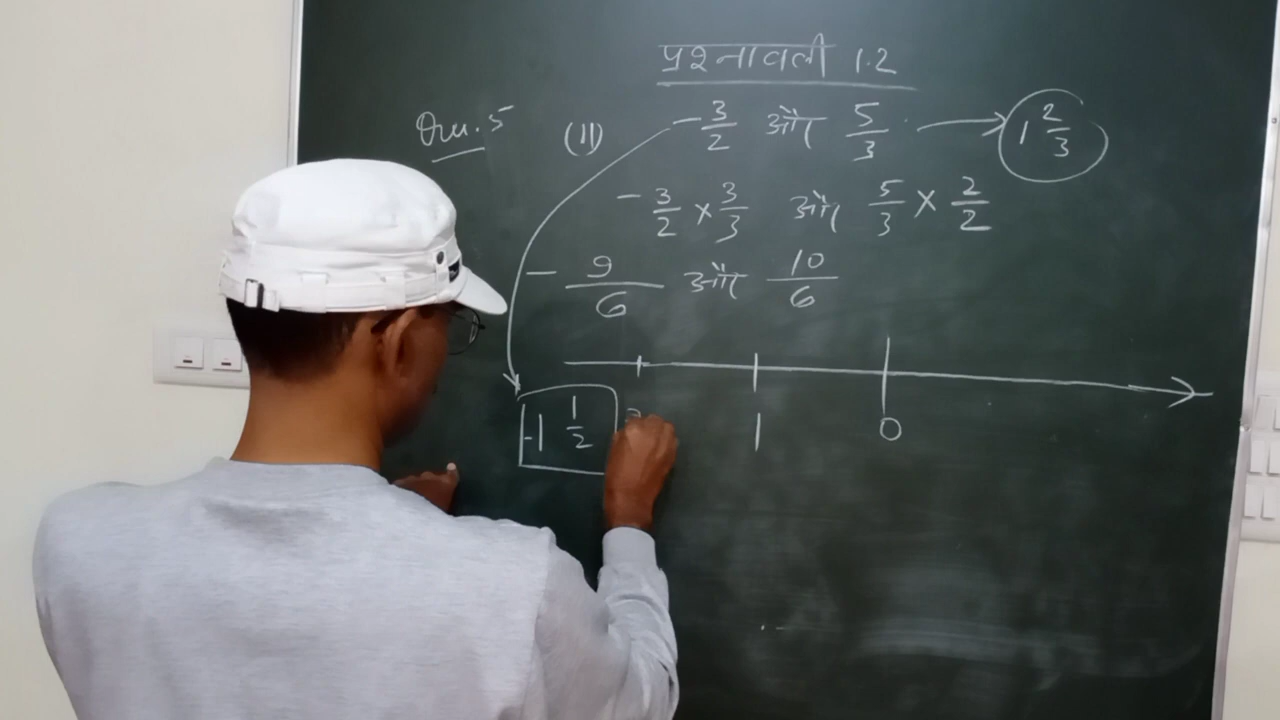 प्रश्नावली 1.2
Que. 5 (II) -3/2 और 5/3 → 1 2/3
-3/2 × 3/3 और 5/3 × 2/2
-9/6 और 10/6
-1 1/2 1 0